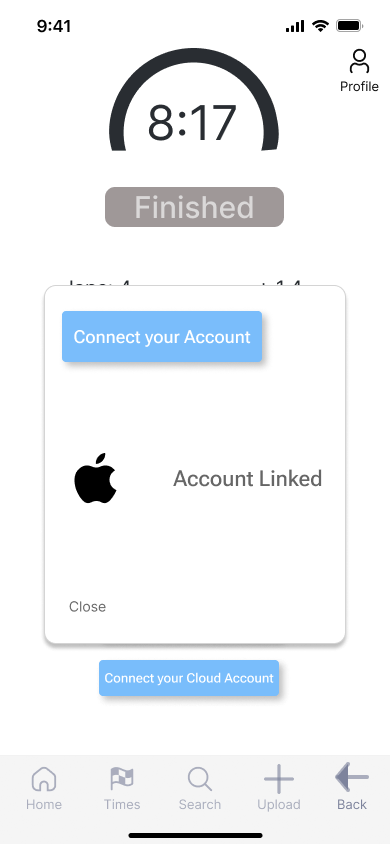 9:41
Profile
8:17
Finished
Connect your Account
Account Linked
Close
Connect your Cloud Account
Home
Times
Search
Upload
Back